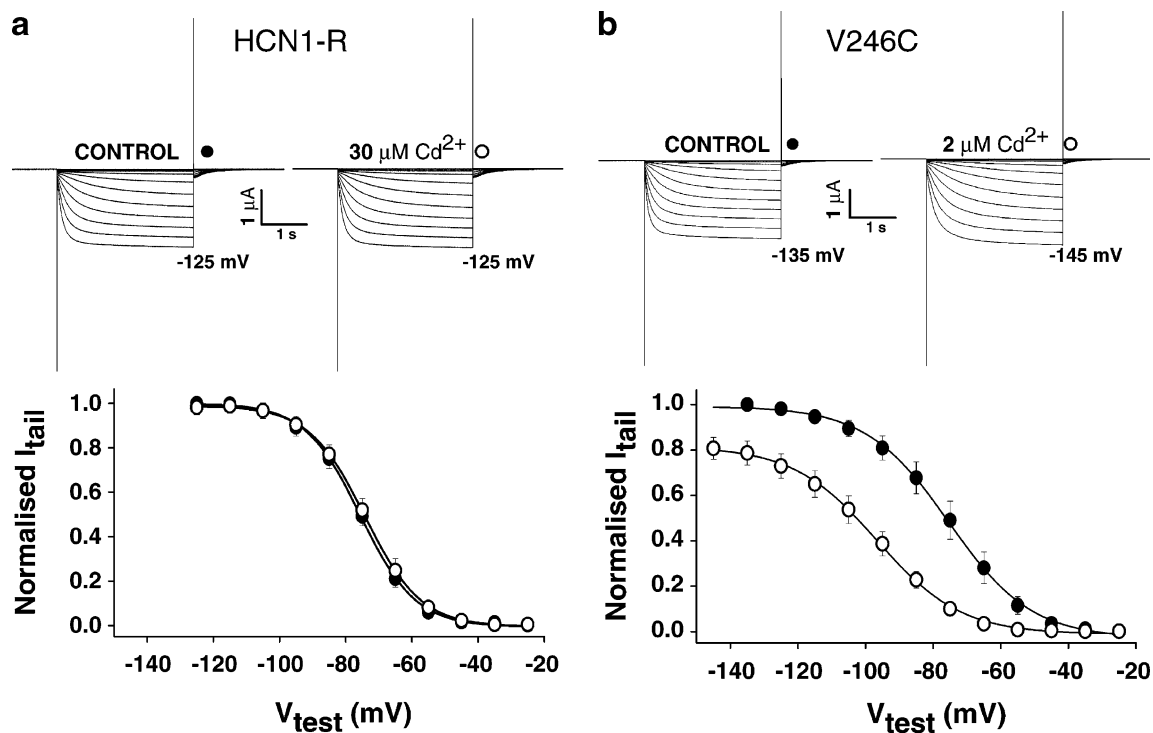 a
HCN1-R
CONTROL ●
30 μM Cd2+ ○
1 μA
1 s
-125 mV
-125 mV
1.0
0.8
0.6
0.4
0.2
0.0
Normalised Itail
-140 -120 -100 -80 -60 -40 -20
Vtest (mV)
b
V246C
CONTROL ●
2 μM Cd2+ ○
1 μA
1 s
-135 mV
-145 mV
1.0
0.8
0.6
0.4
0.2
0.0
Normalised Itail
-140 -120 -100 -80 -60 -40 -20
Vtest (mV)